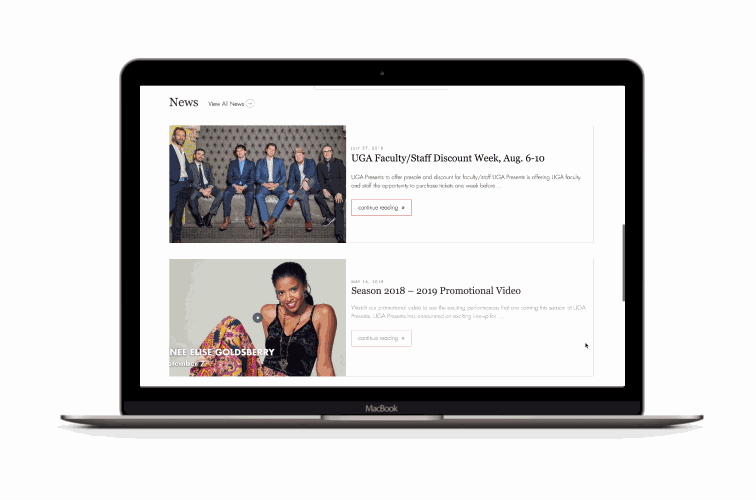 News View All News
JULY 27, 2018
UGA Faculty/Staff Discount Week, Aug. 6-10
UGA Presents to offer presale and discount for faculty/staff UGA Presents is offering UGA faculty
and staff the opportunity to purchase tickets one week before ...
continue reading »
MAY 16, 2018
Season 2018 – 2019 Promotional Video
Watch our promotional video to see the exciting performances that are coming this season at UGA
Presents. UGA Presents has announced an exciting line-up for ...
continue reading »
NEE ELISE GOLDSBERRY
ptember 7
MacBook